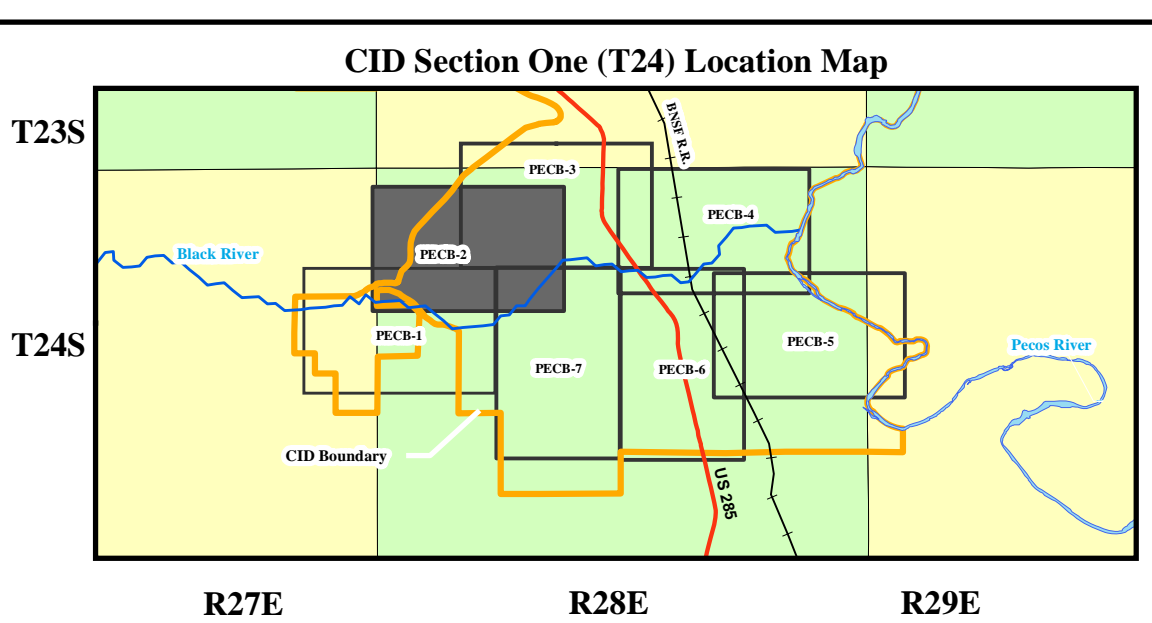 CID Section One (T24) Location Map
T23S
BNSF R.R.
PECB-3
PECB-4
PECB-2
Black River
PECB-1
T24S
PECB-5
Pecos River
PECB-7
PECB-6
CID Boundary
US 285
R27E
R28E
R29E